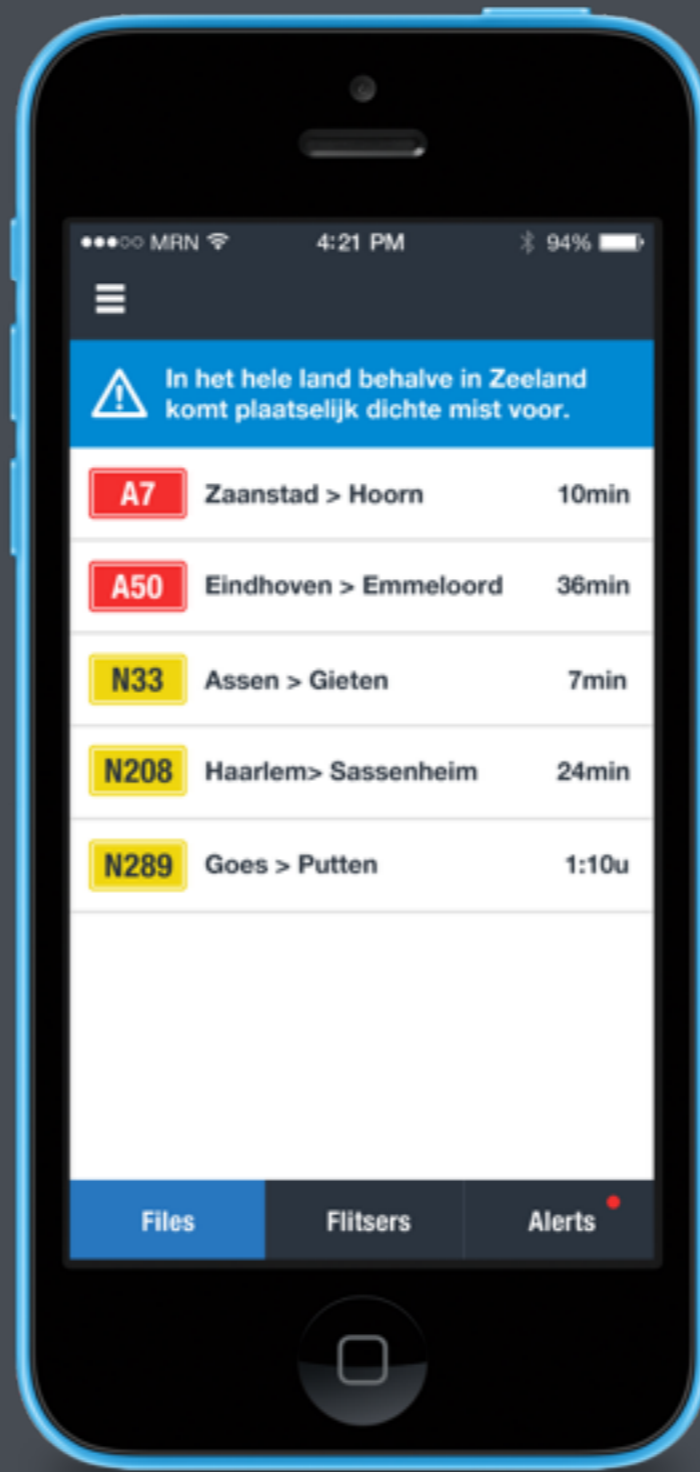 MRN 4:21 PM 94%
In het hele land behalve in Zeeland
komt plaatselijk dichte mist voor.
A7 Zaanstad > Hoorn 10min
A50 Eindhoven > Emmeloord 36min
N33 Assen > Gieten 7min
N208 Haarlem> Sassenheim 24min
N289 Goes > Putten 1:10u
Files Flitsers Alerts